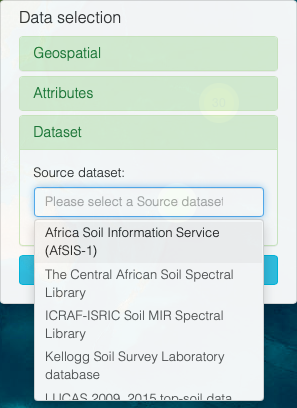 Data selection
Geospatial
Attributes
Dataset
Source dataset:
Please select a Source dataset
Africa Soil Information Service
(AfSIS-1)
The Central African Soil Spectral
Library
ICRAF-ISRIC Soil MIR Spectral
Library
Kellogg Soil Survey Laboratory
database
LUCAS 2009, 2015 top-soil data